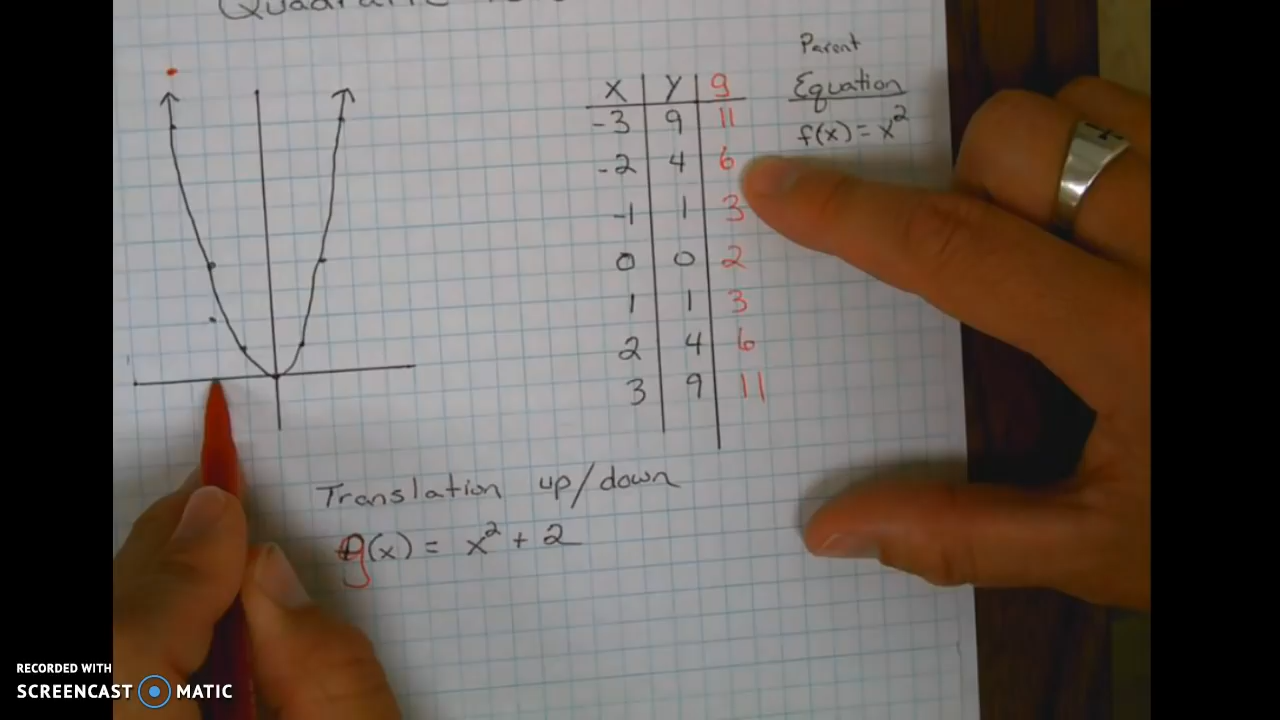 Quadratic
Parent
Equation
f(x) = x²
x y g
-3 9 11
-2 4 6
-1 1 3
0 0 2
1 1 3
2 4 6
3 9 11
Translation up/down
g(x) = x² + 2
RECORDED WITH
SCREENCAST MATIC